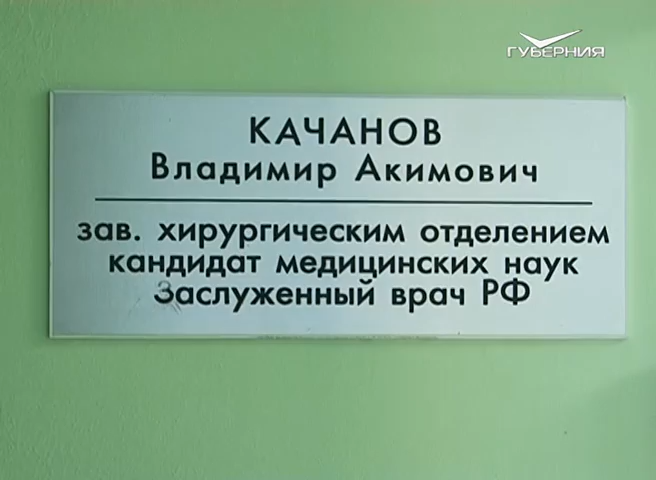 ГУБЕРНИЯ
КАЧАНОВ
Владимир Акимович
зав. хирургическим отделением
кандидат медицинских наук
Заслуженный врач РФ